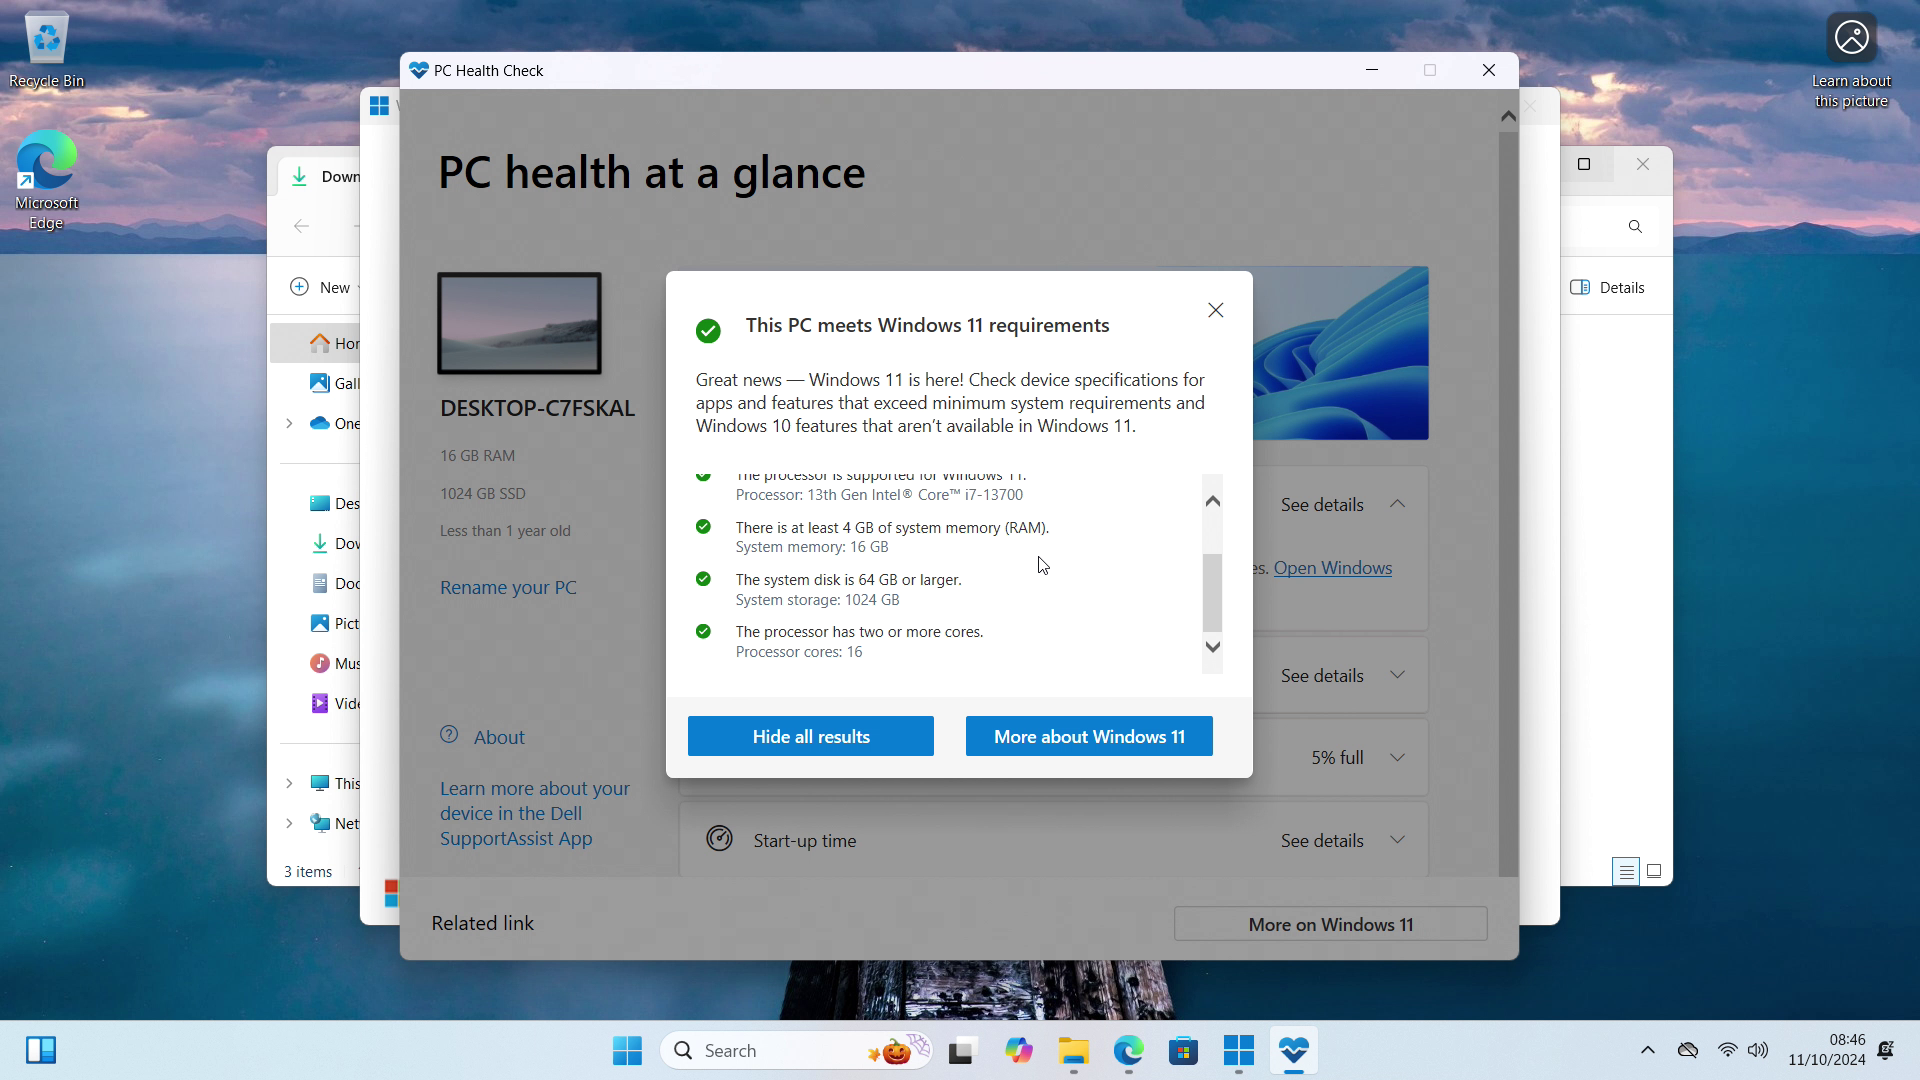 Recycle Bin
Microsoft
Edge
Learn about
this picture
PC Health Check
PC health at a glance
Down
New
Details
Hor
Gall
One
Des
Dov
Doc
Pict
Mus
Vide
This
Net
3 items
DESKTOP-C7FSKAL
16 GB RAM
1024 GB SSD
Less than 1 year old
Rename your PC
About
Learn more about your
device in the Dell
SupportAssist App
This PC meets Windows 11 requirements
Great news — Windows 11 is here! Check device specifications for
apps and features that exceed minimum system requirements and
Windows 10 features that aren't available in Windows 11.
The processor is supported for Windows 11.
Processor: 13th Gen Intel® Core™ i7-13700
There is at least 4 GB of system memory (RAM).
System memory: 16 GB
The system disk is 64 GB or larger.
System storage: 1024 GB
The processor has two or more cores.
Processor cores: 16
Hide all results
More about Windows 11
See details
es. Open Windows
See details
5% full
Start-up time
See details
Related link
More on Windows 11
Search
08:46
11/10/2024